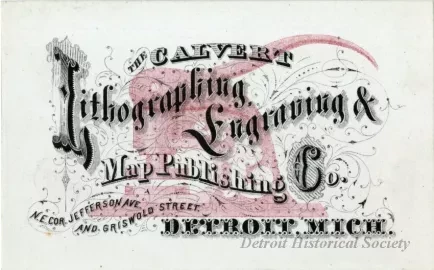 THE CALVERT
Lithographing,
Engraving &
Map Publishing Co.
N.E. COR. JEFFERSON AVE.
AND GRISWOLD STREET,
DETROIT, MICH.
Detroit Historical Society